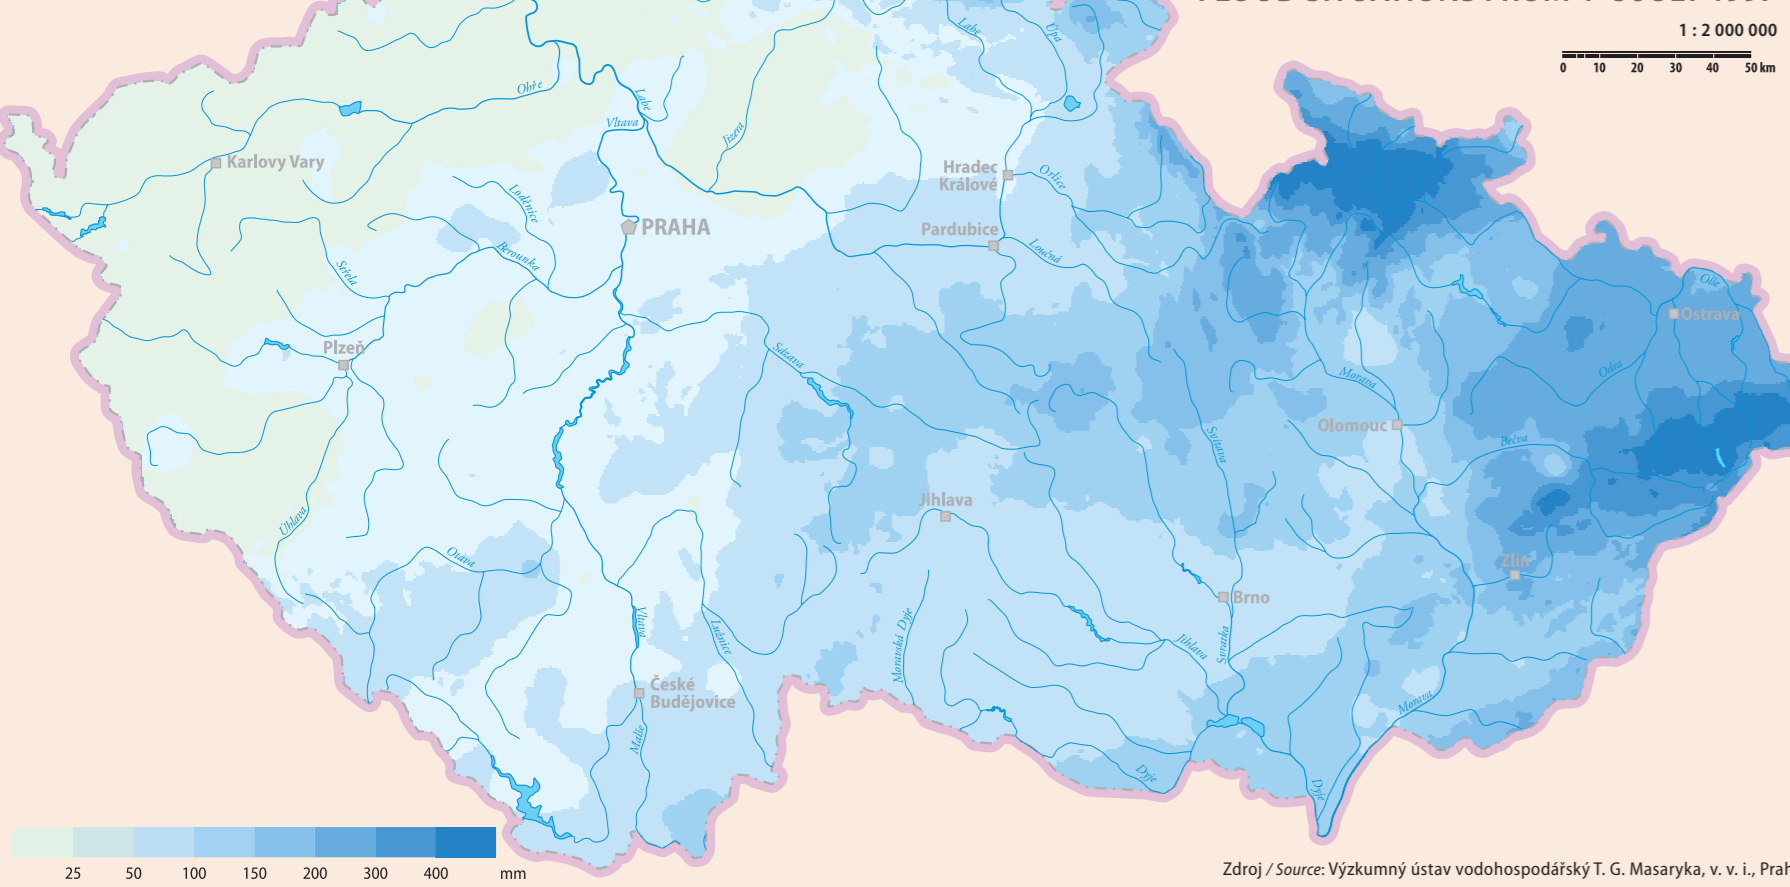 1 : 2 000 000
0 10 20 30 40 50 km
Labe
Úpa
Ohře
Labe
Vltava
Jizera
Karlovy Vary
Hradec
Králové
Orlice
Loděnice
PRAHA
Pardubice
Loučná
Berounka
Střela
Olše
Ostrava
Plzeň
Sázava
Odra
Morava
Olomouc
Svitava
Bečva
Jihlava
Úhlava
Otava
Zlín
Brno
Vltava
Lužnice
Moravská Dyje
Jihlava
Svratka
České
Budějovice
Morava
Malše
Dyje
Dyje
25 50 100 150 200 300 400 mm
Zdroj / Source: Výzkumný ústav vodohospodářský T. G. Masaryka, v. v. i., Prah